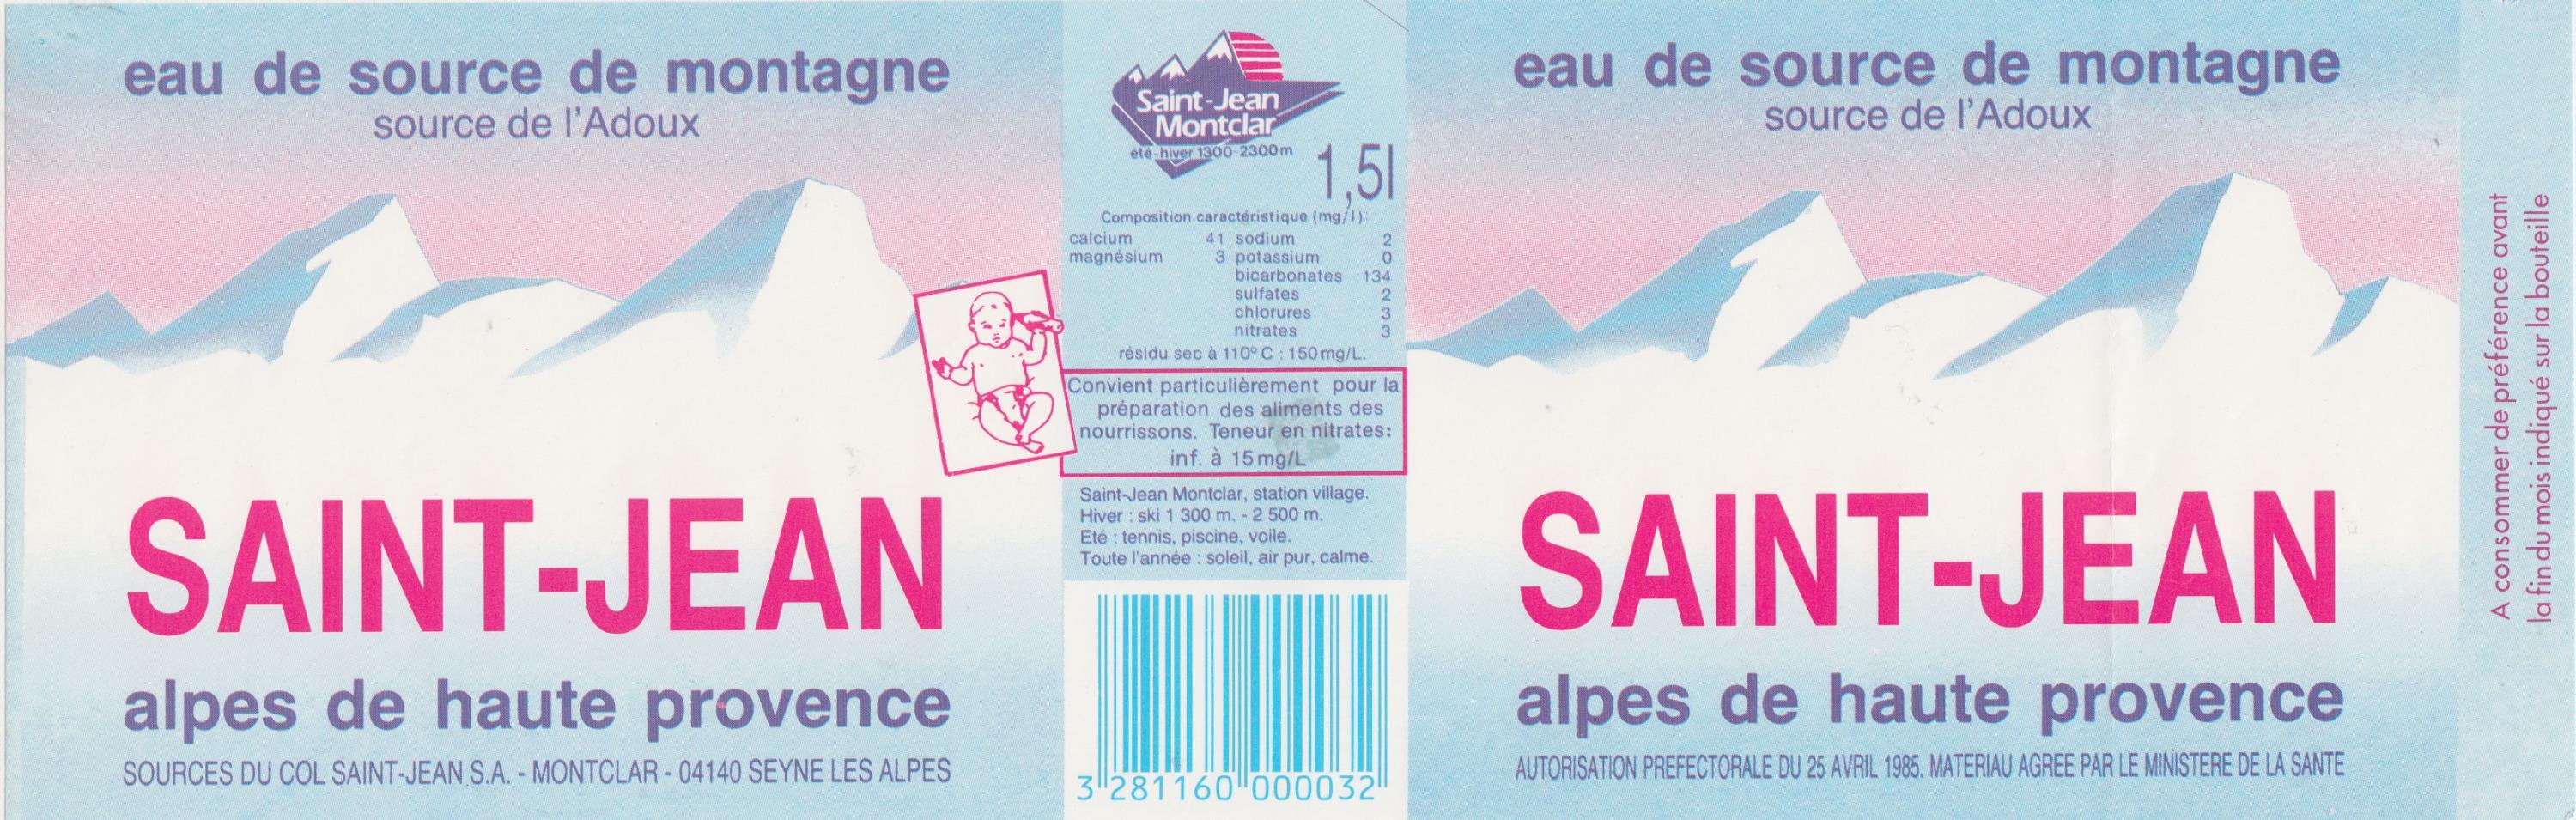 eau de source de montagne
source de l'Adoux
SAINT-JEAN
alpes de haute provence
SOURCES DU COL SAINT-JEAN S.A. - MONTCLAR - 04140 SEYNE LES ALPES
Saint-Jean
Montclar
été-hiver 1300-2300m
1,5l
Composition caractéristique (mg/l):
calcium 41 sodium 2
magnésium 3 potassium 0
bicarbonates 134
sulfates 2
chlorures 3
nitrates 3
résidu sec à 110° C : 150 mg/L.
Convient particulièrement pour la
préparation des aliments des
nourrissons. Teneur en nitrates:
inf. à 15 mg/L
Saint-Jean Montclar, station village.
Hiver : ski 1 300 m. - 2 500 m.
Eté : tennis, piscine, voile.
Toute l'année : soleil, air pur, calme.
3 281160 000032
eau de source de montagne
source de l'Adoux
SAINT-JEAN
alpes de haute provence
AUTORISATION PREFECTORALE DU 25 AVRIL 1985. MATERIAU AGREE PAR LE MINISTERE DE LA SANTE
A consommer de préférence avant
la fin du mois indiqué sur la bouteille